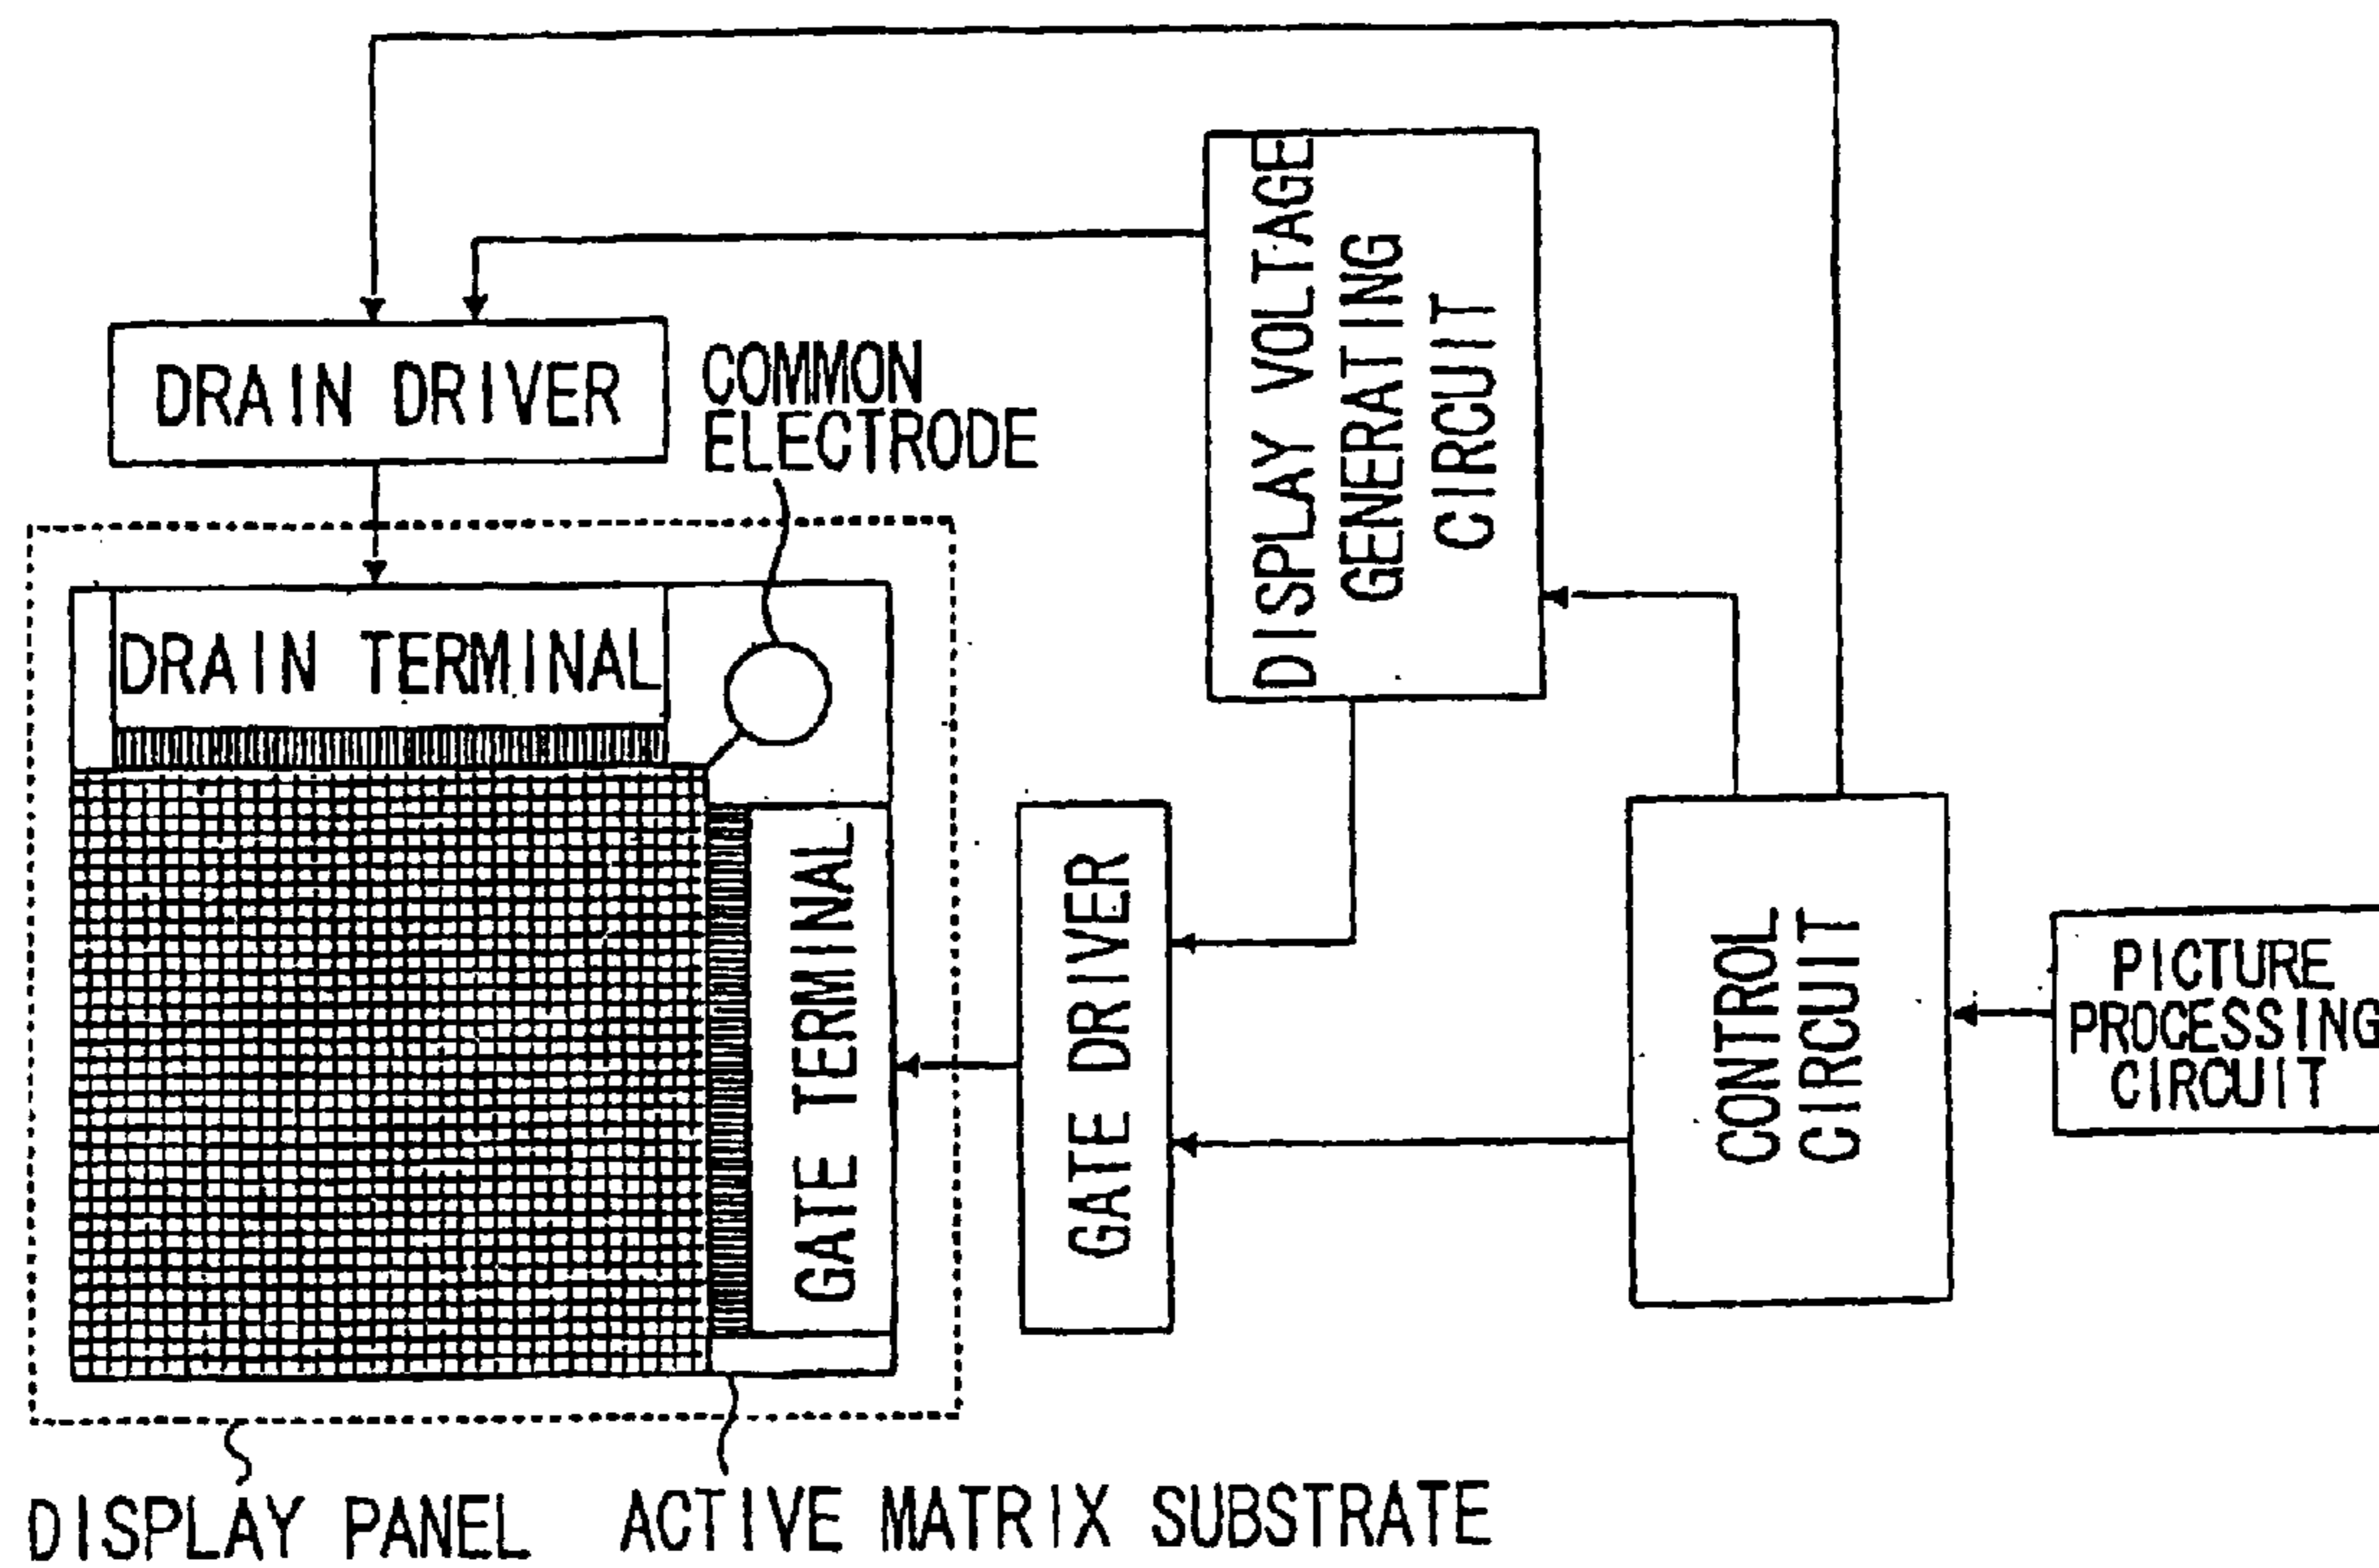 DRAIN DRIVER
COMMON
ELECTRODE
DISPLAY VOLTAGE
GENERATING
CIRCUIT
DRAIN TERMINAL
GATE TERMINAL
GATE DRIVER
CONTROL
CIRCUIT
PICTURE
PROCESSING
CIRCUIT
DISPLAY PANEL
ACTIVE MATRIX SUBSTRATE